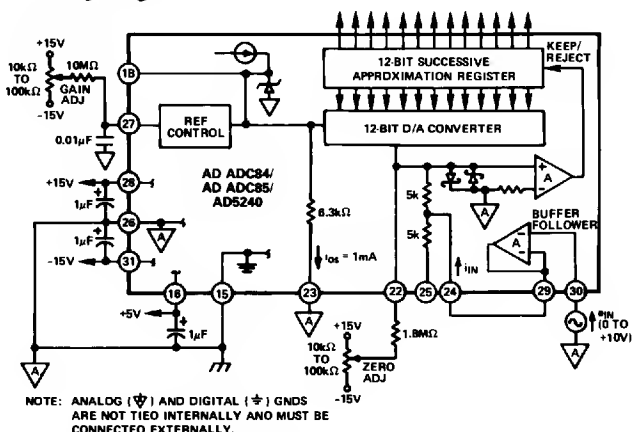 +15V
10kΩ
TO
100kΩ
-15V
10MΩ
GAIN
ADJ
0.01µF
18
27
REF
CONTROL
12-BIT SUCCESSIVE
APPROXIMATION REGISTER
KEEP/
REJECT
12-BIT D/A CONVERTER
+15V
28
1µF
26
A
1µF
31
-15V
AD ADC84/
AD ADC85/
AD5240
6.3kΩ
iOS = 1mA
5k
5k
iIN
A
A
BUFFER
FOLLOWER
A
16
15
23
22
25
24
29
30
+5V
1µF
A
A
+15V
10kΩ
TO
100kΩ
-15V
1.8MΩ
ZERO
ADJ
eIN
(0 TO
+10V)
A
NOTE: ANALOG (A) AND DIGITAL (⏚) GNDS
ARE NOT TIEO INTERNALLY ANO MUST BE
CONNECTED EXTERNALLY.